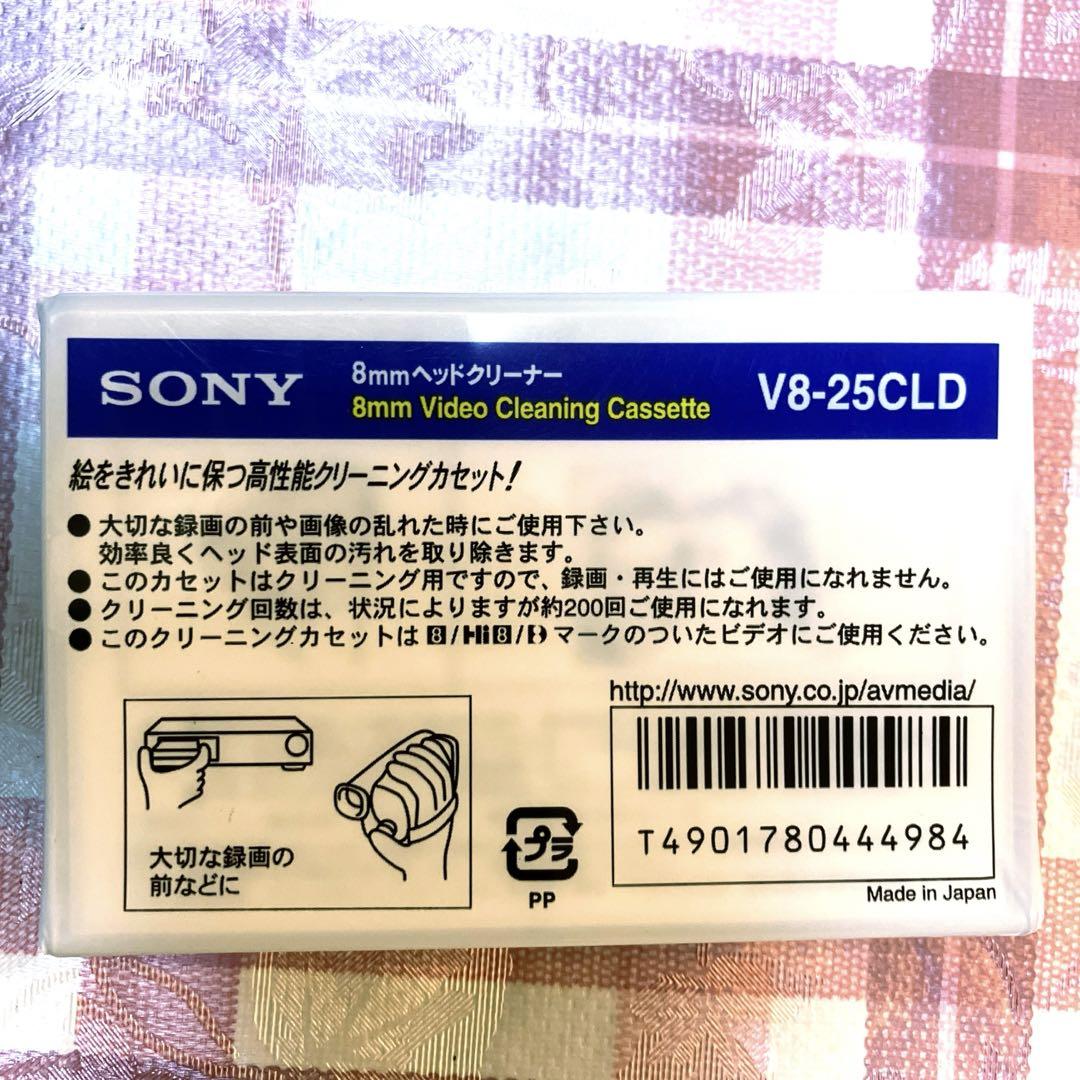 SONY
8mmヘッドクリーナー
8mm Video Cleaning Cassette
V8-25CLD
絵をきれいに保つ高性能クリーニングカセット!
● 大切な録画の前や画像の乱れた時にご使用下さい。
効率良くヘッド表面の汚れを取り除きます。
● このカセットはクリーニング用ですので、録画・再生にはご使用になれません。
● クリーニング回数は、状況によりますが約200回ご使用になれます。
● このクリーニングカセットは 8/Hi8/D マークのついたビデオにご使用ください。
http://www.sony.co.jp/avmedia/
T4901780444984
大切な録画の
前などに
プラ
PP
Made in Japan